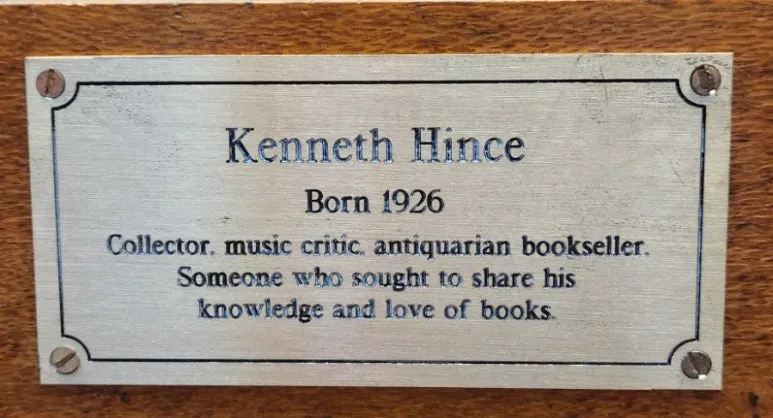 Kenneth Hince
Born 1926
Collector, music critic, antiquarian bookseller.
Someone who sought to share his
knowledge and love of books.